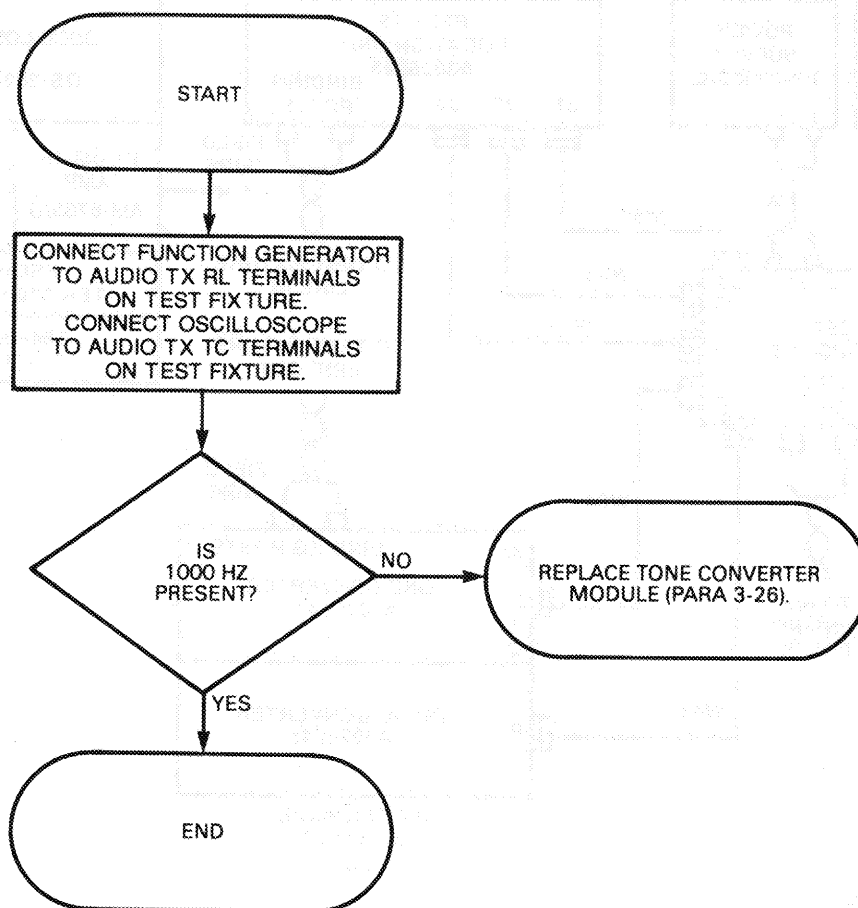 START
CONNECT FUNCTION GENERATOR
TO AUDIO TX RL TERMINALS
ON TEST FIXTURE.
CONNECT OSCILLOSCOPE
TO AUDIO TX TC TERMINALS
ON TEST FIXTURE.
IS
1000 HZ
PRESENT?
NO
REPLACE TONE CONVERTER
MODULE (PARA 3-26).
YES
END